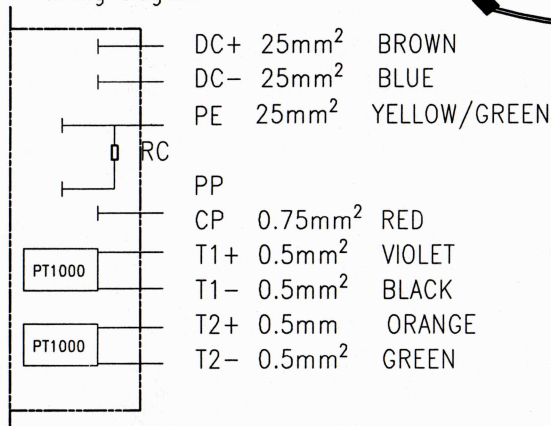 DC+ 25mm² BROWN
DC- 25mm² BLUE
PE 25mm² YELLOW/GREEN
RC
PP
CP 0.75mm² RED
T1+ 0.5mm² VIOLET
PT1000
T1- 0.5mm² BLACK
T2+ 0.5mm ORANGE
PT1000
T2- 0.5mm² GREEN